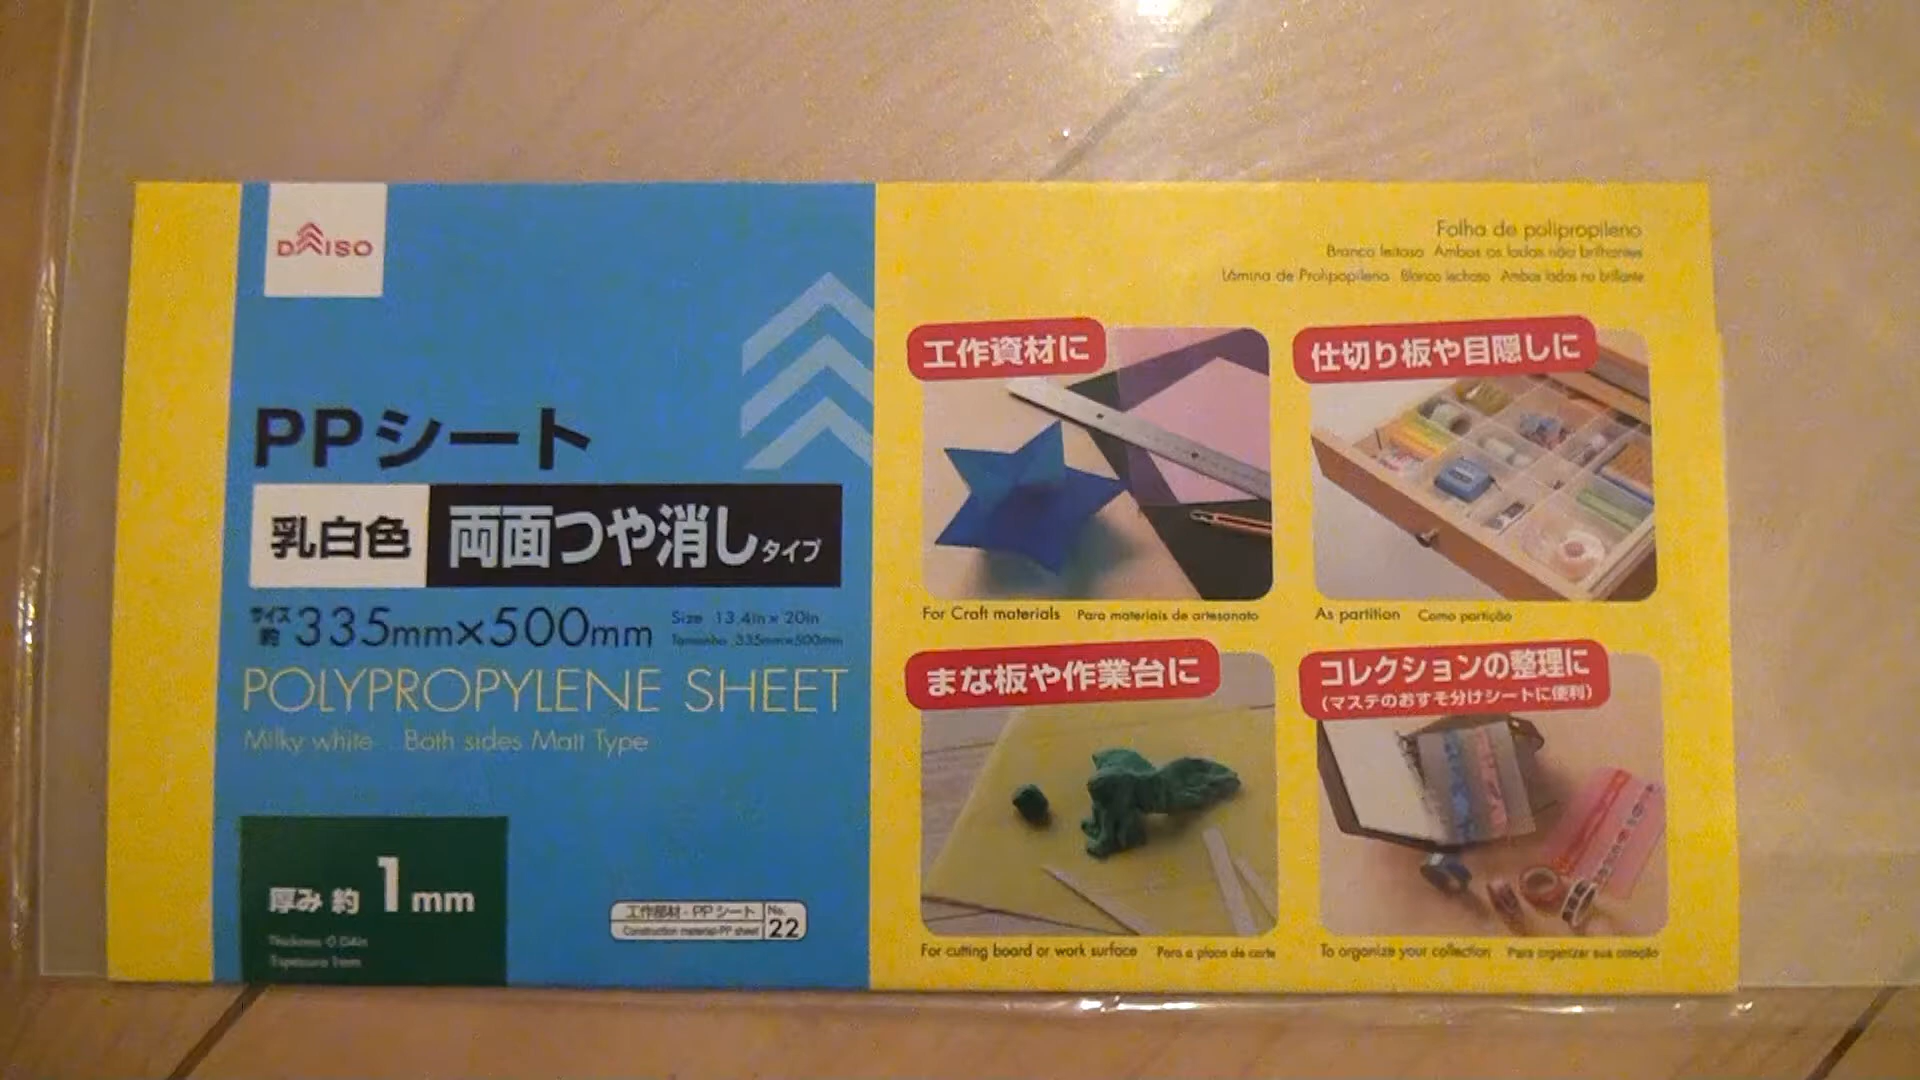 DAISO
PPシート
乳白色 両面つや消しタイプ
サイズ 約 335mm×500mm
Size 13.4in × 20in
Tamanho 335mm×500mm
POLYPROPYLENE SHEET
Milky white Both sides Matt Type
厚み 約 1mm
Thickness 0.04in
Espessura 1mm
工作部材-PPシート
Construction material-PP sheet
No. 22
Folha de polipropileno
Branco leitoso Ambos os lados não brilhantes
Lámina de Prolipopileno Blanco lechoso Ambos lados no brillante
工作資材に
For Craft materials Para materiais de artesanato
仕切り板や目隠しに
As partition Como partição
まな板や作業台に
For cutting board or work surface Para a placa de corte
コレクションの整理に
(マステのおすそ分けシートに便利)
To organize your collection Para organizar sua coleção